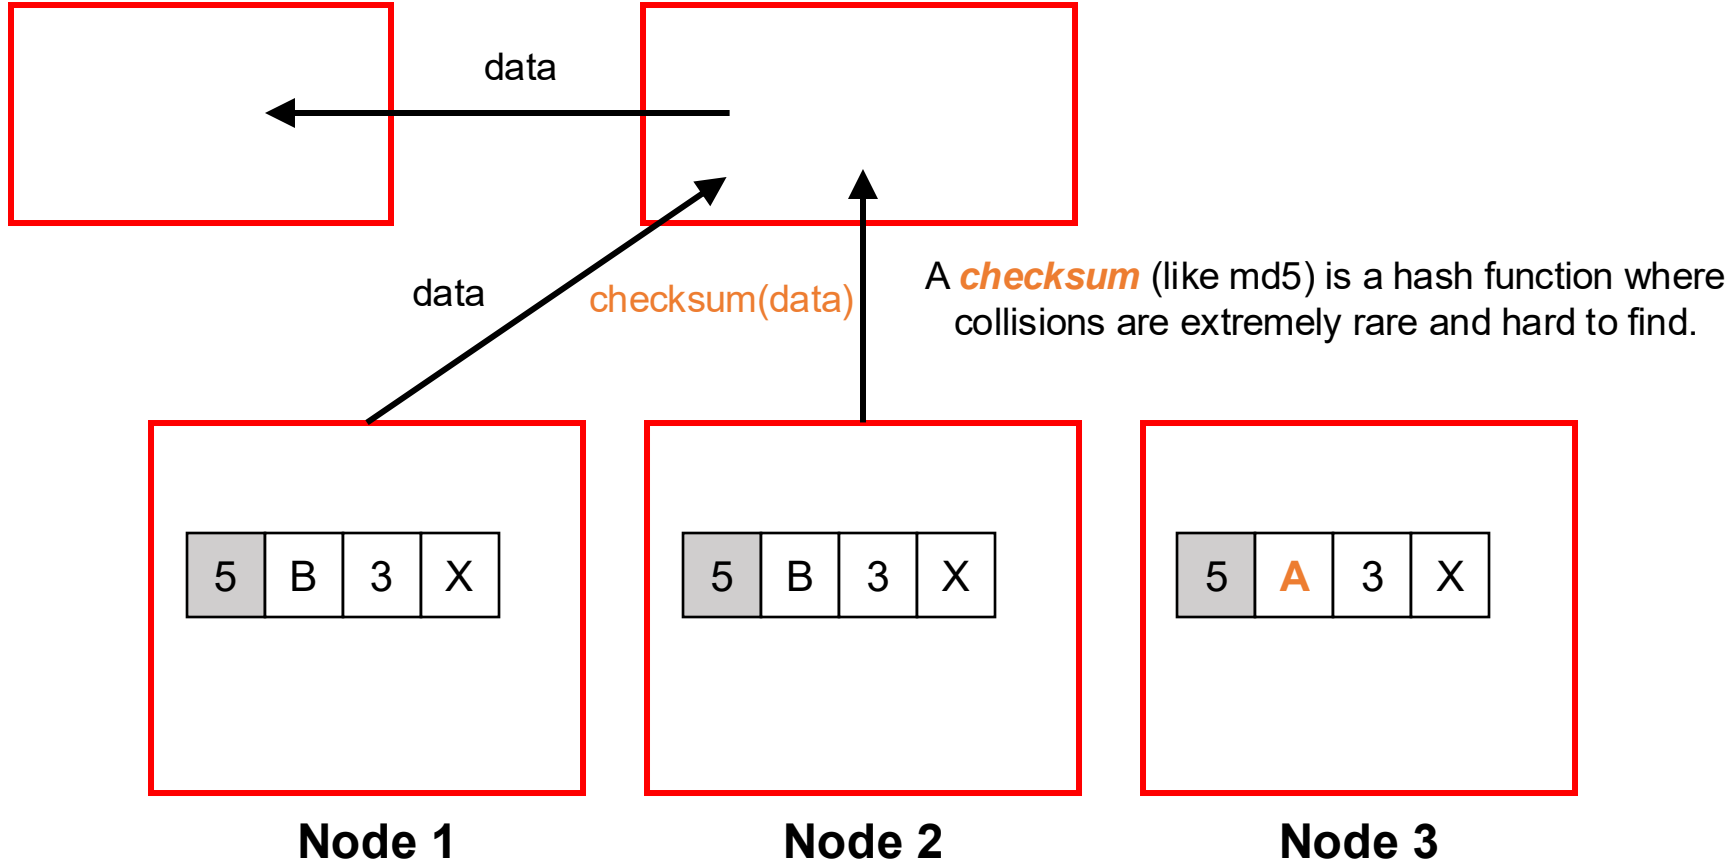 data
data
checksum(data)
A checksum (like md5) is a hash function where
collisions are extremely rare and hard to find.
5 B 3 X
5 B 3 X
5 A 3 X
Node 1
Node 2
Node 3